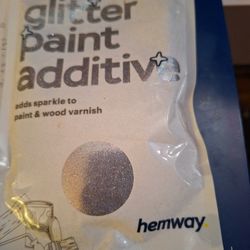 glitter
paint
additive
adds sparkle to
paint & wood varnish
hemway